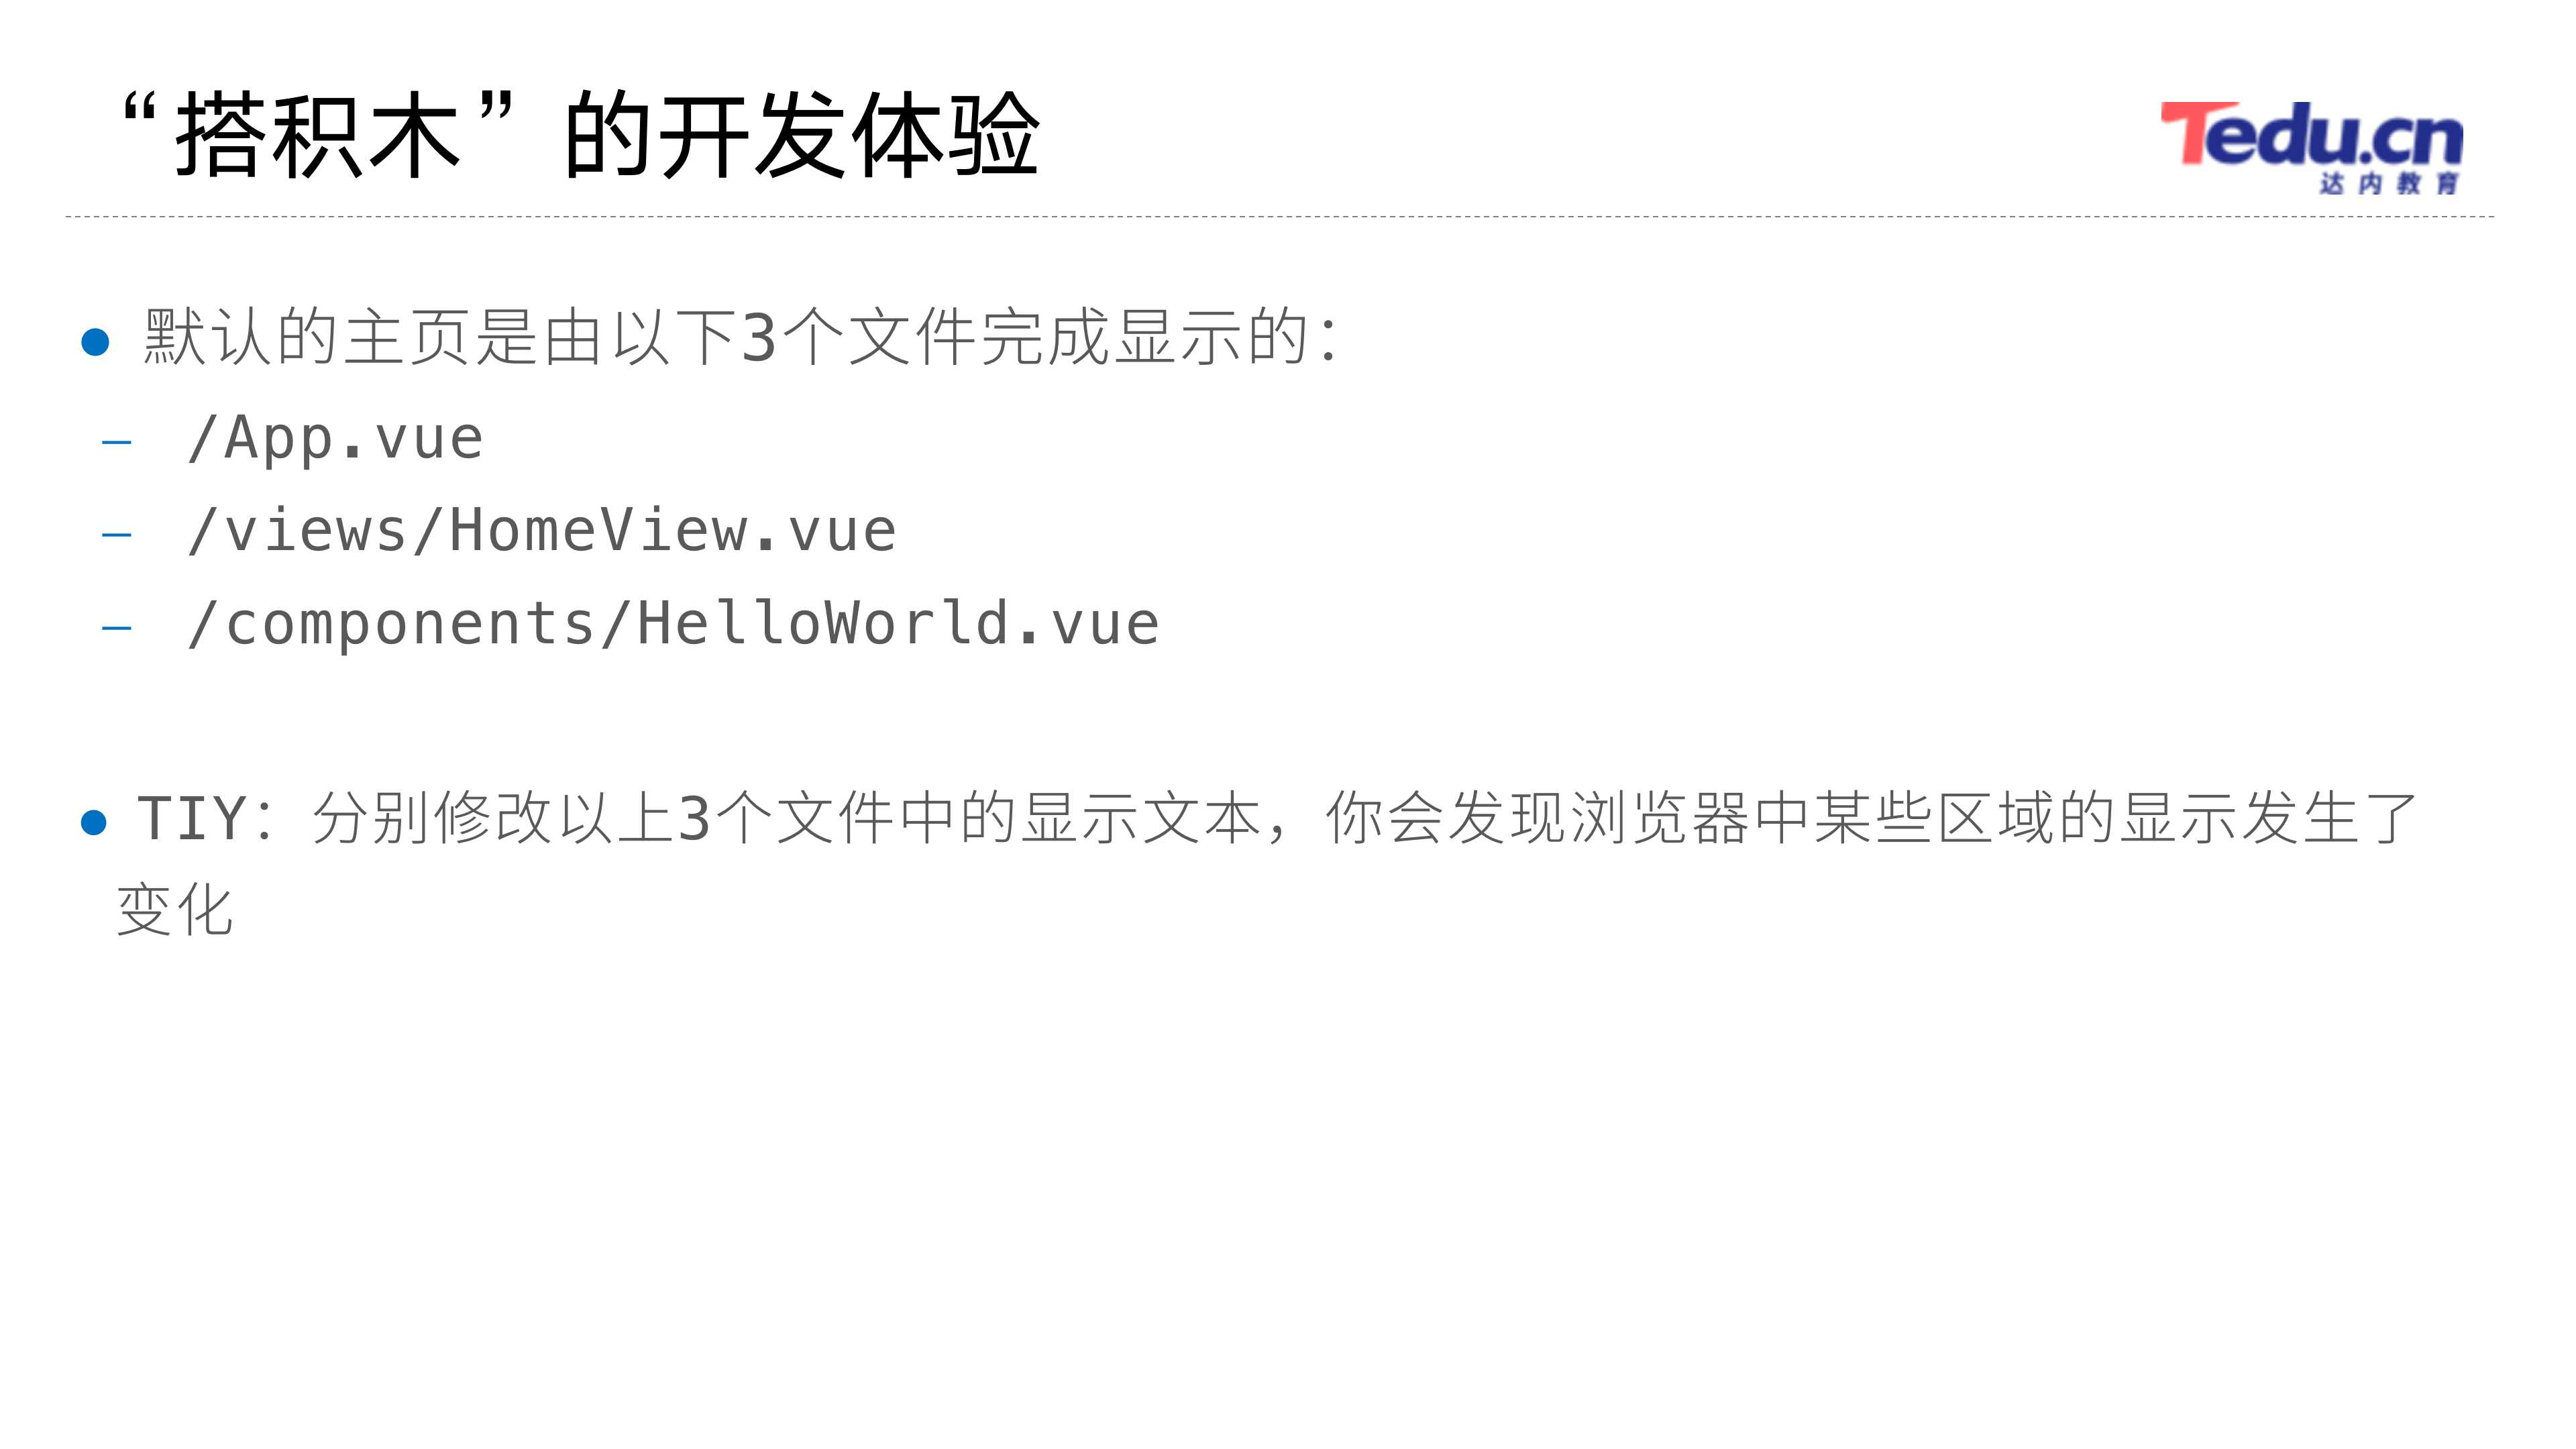 “搭积木”的开发体验
Tedu.cn
达内教育
● 默认的主页是由以下3个文件完成显示的：
– /App.vue
– /views/HomeView.vue
– /components/HelloWorld.vue
● TIY：分别修改以上3个文件中的显示文本，你会发现浏览器中某些区域的显示发生了
变化